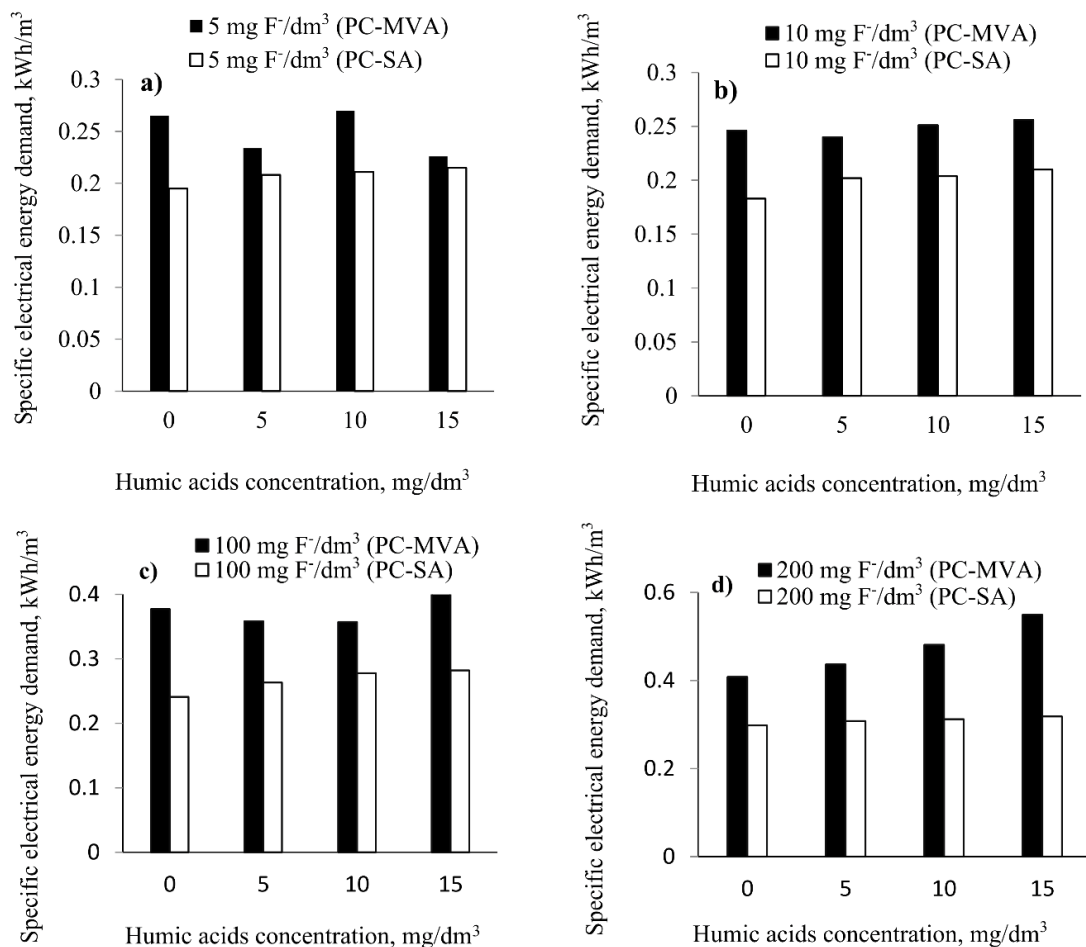 5 mg F⁻/dm³ (PC-MVA)
5 mg F⁻/dm³ (PC-SA)
a)
Specific electrical energy demand, kWh/m³
0.3
0.25
0.2
0.15
0.1
0.05
0
0 5 10 15
Humic acids concentration, mg/dm³
10 mg F⁻/dm³ (PC-MVA)
10 mg F⁻/dm³ (PC-SA)
b)
Specific electrical energy demand, kWh/m³
0.3
0.25
0.2
0.15
0.1
0.05
0
0 5 10 15
Humic acids concentration, mg/dm³
100 mg F⁻/dm³ (PC-MVA)
100 mg F⁻/dm³ (PC-SA)
c)
Specific electrical energy demand, kWh/m³
0.4
0.4
0.3
0.2
0.1
0
0 5 10 15
Humic acids concentration, mg/dm³
200 mg F⁻/dm³ (PC-MVA)
200 mg F⁻/dm³ (PC-SA)
d)
Specific electrical energy demand, kWh/m³
0.6
0.4
0.2
0
0 5 10 15
Humic acids concentration, mg/dm³